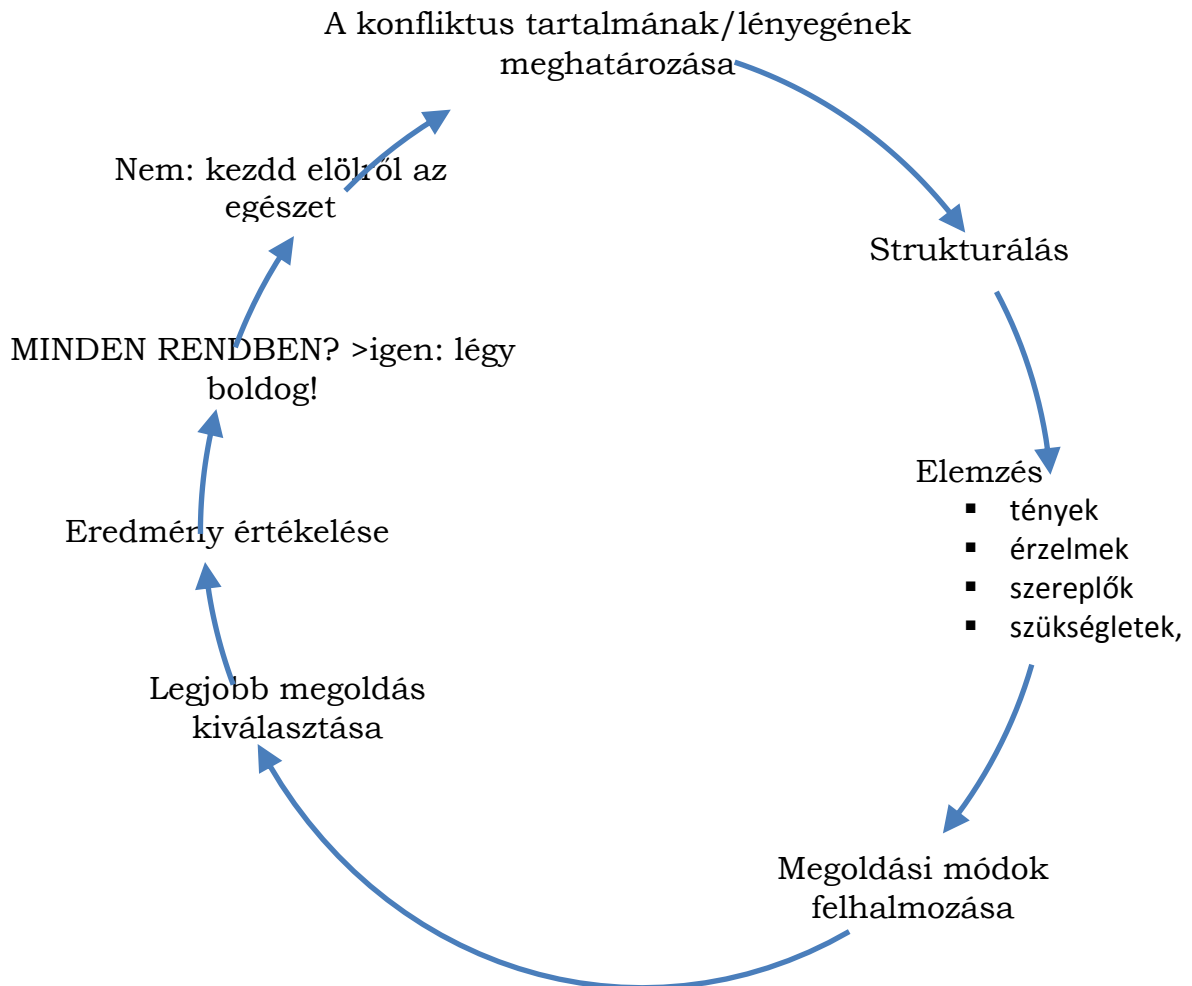 A konfliktus tartalmának/lényegének
meghatározása
Strukturálás
Elemzés
▪ tények
▪ érzelmek
▪ szereplők
▪ szükségletek,
Megoldási módok
felhalmozása
Legjobb megoldás
kiválasztása
Eredmény értékelése
MINDEN RENDBEN? >igen: légy
boldog!
Nem: kezdd elölről az
egészet